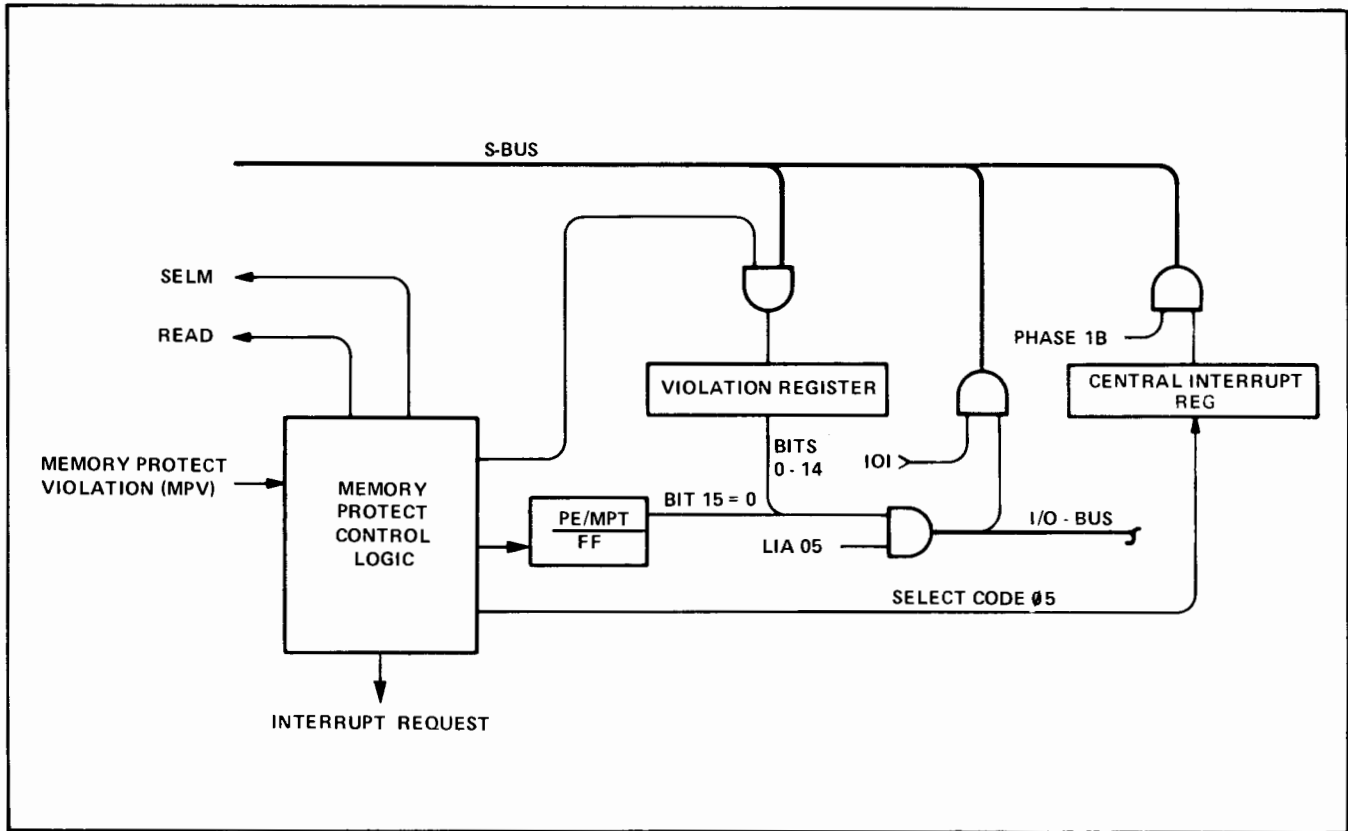 S-BUS
SELM
READ
PHASE 1B
VIOLATION REGISTER
CENTRAL INTERRUPT
REG
MEMORY PROTECT
VIOLATION (MPV)
MEMORY
PROTECT
CONTROL
LOGIC
BITS
0 - 14
IOI
PE/MPT
FF
BIT 15 = 0
LIA 05
I/O - BUS
SELECT CODE Ø5
INTERRUPT REQUEST